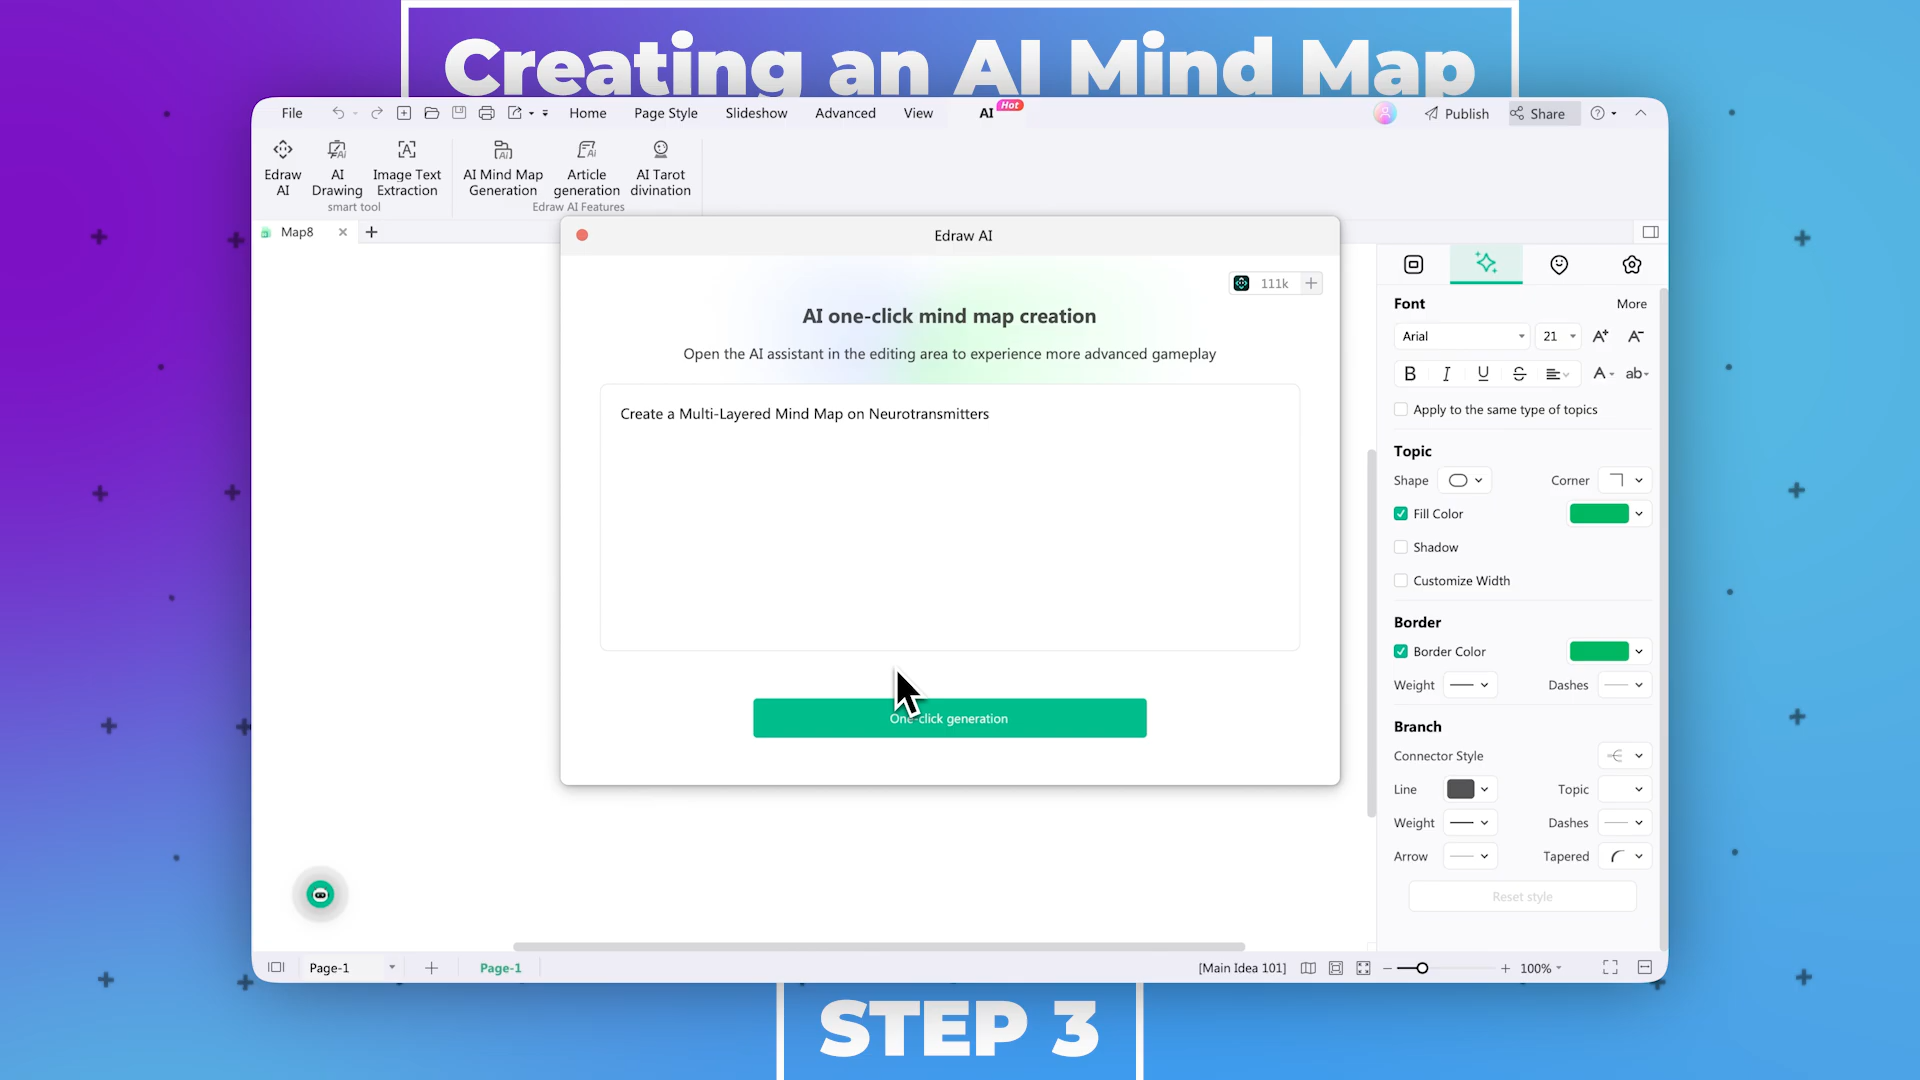 Creating an AI Mind Map
File
Home
Page Style
Slideshow
Advanced
View
AI
Hot
Publish
Share
Edraw
AI
AI
Drawing
Image Text
Extraction
smart tool
AI Mind Map
Generation
Article
generation
AI Tarot
divination
Edraw AI Features
Map8
Edraw AI
111k
AI one-click mind map creation
Open the AI assistant in the editing area to experience more advanced gameplay
Create a Multi-Layered Mind Map on Neurotransmitters
One-click generation
Font
More
Arial
21
Apply to the same type of topics
Topic
Shape
Corner
Fill Color
Shadow
Customize Width
Border
Border Color
Weight
Dashes
Branch
Connector Style
Line
Topic
Weight
Dashes
Arrow
Tapered
Reset style
Page-1
Page-1
[Main Idea 101]
100%
STEP 3